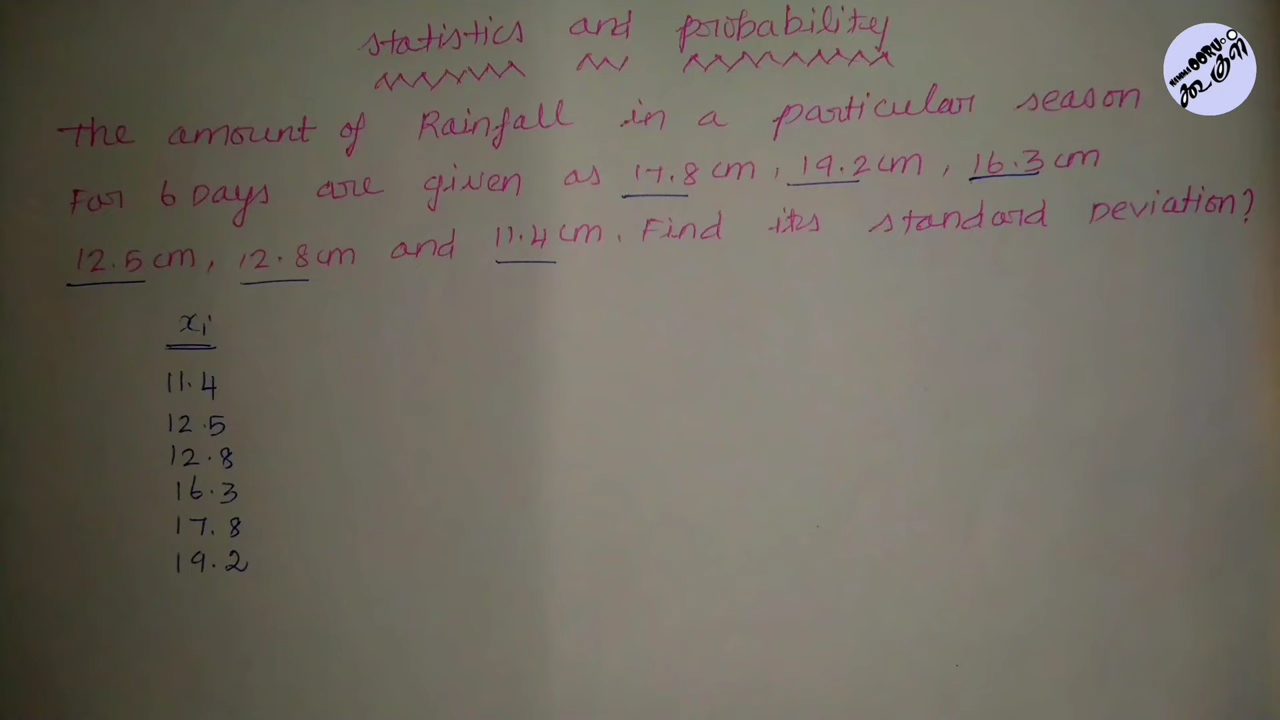 statistics and probability
The amount of Rainfall in a particular season
For 6 Days are given as 17.8 cm, 19.2 cm, 16.3 cm
12.5 cm, 12.8 cm and 11.4 cm. Find its standard Deviation?
xi
11.4
12.5
12.8
16.3
17.8
19.2